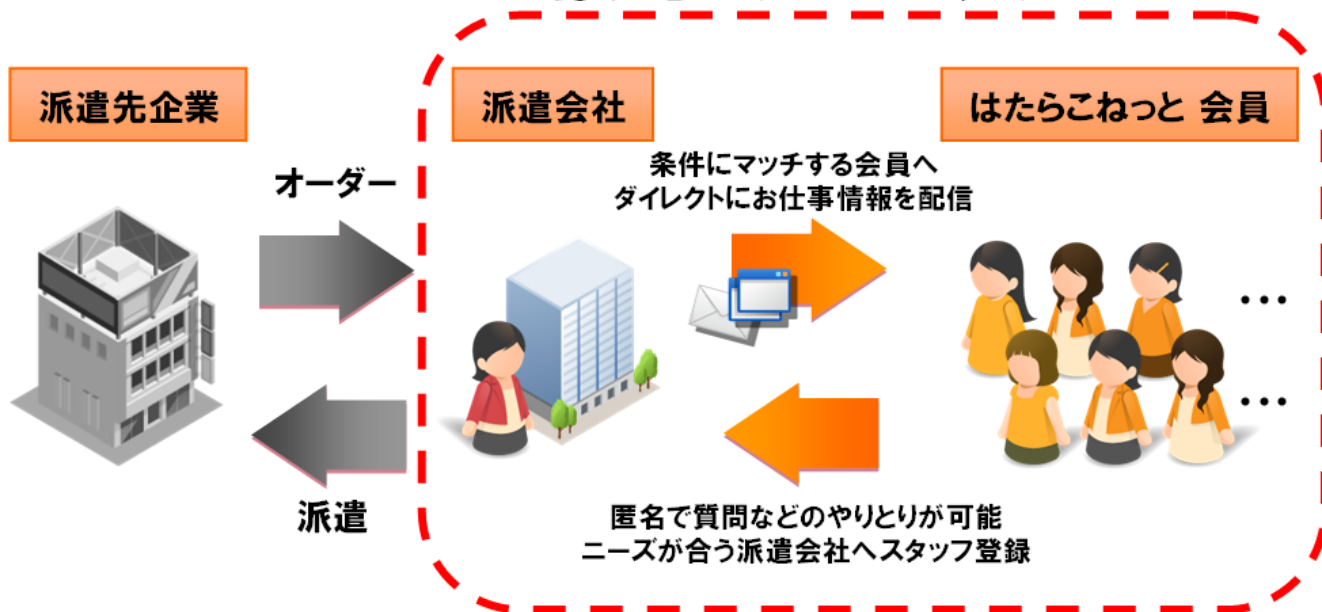 派遣先企業
派遣会社
はたらこねっと 会員
オーダー
条件にマッチする会員へ
ダイレクトにお仕事情報を配信
...
...
派遣
匿名で質問などのやりとりが可能
ニーズが合う派遣会社へスタッフ登録